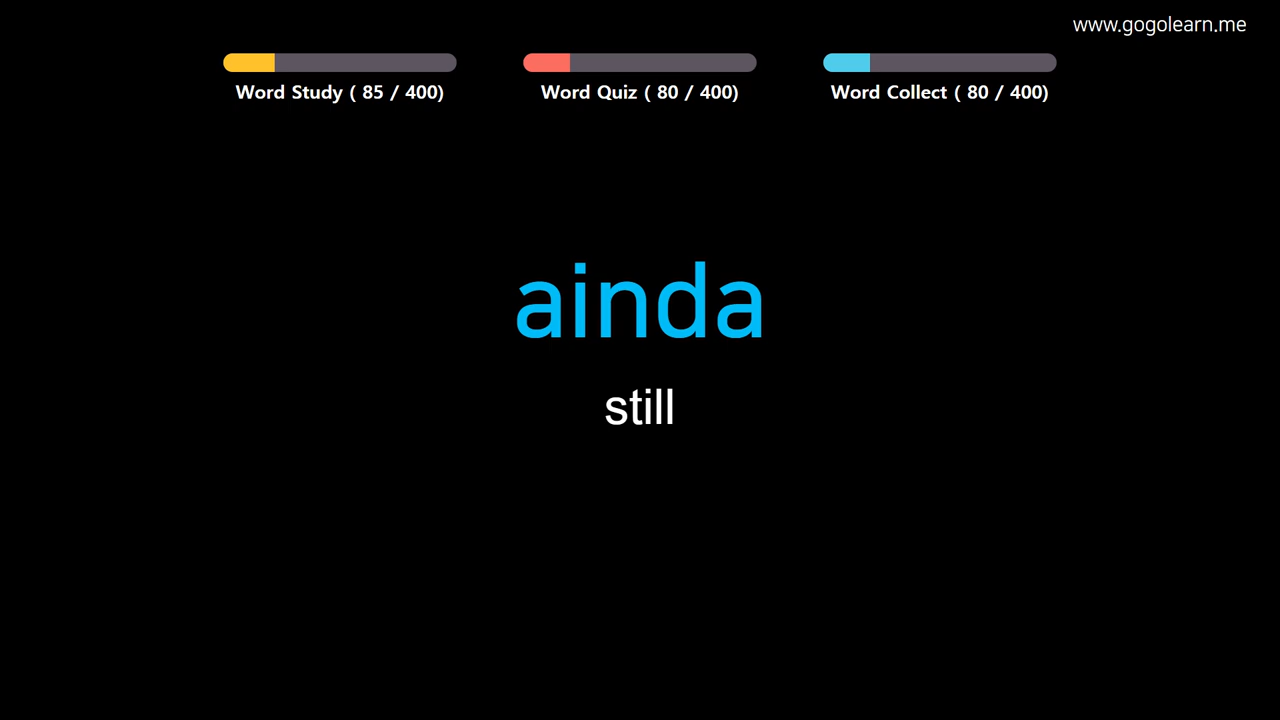 www.gogolearn.me
Word Study ( 85 / 400)
Word Quiz ( 80 / 400)
Word Collect ( 80 / 400)
ainda
still